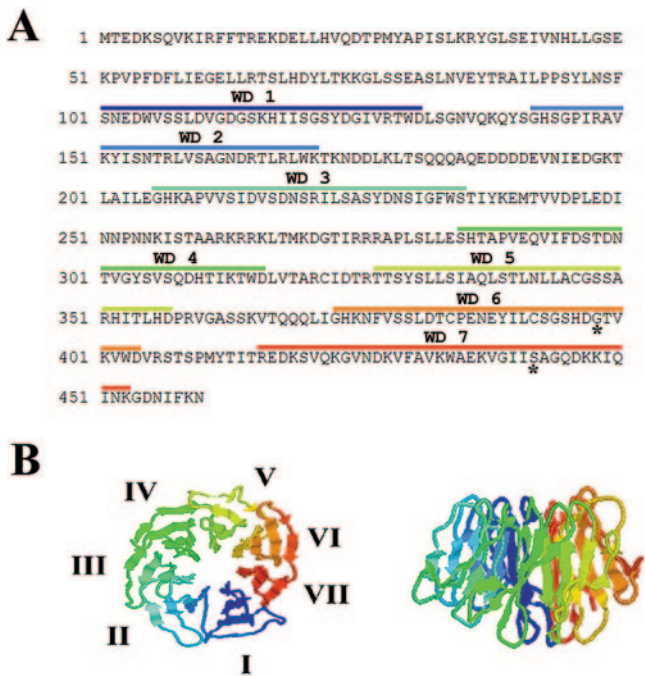 A
1 MTEDKSQVKIRFFTREKDELLHVQDTPMYAPISLKRYGLSEIVNHLLGSE
51 KPVPFDFLIEGELLRTSLHDYLTKKGLSSEASLNVEYTRAILPPSYLNSF
WD 1
101 SNEDWVSSLDVGDGSKHIISGSYDGIVRTWDLSGNVQKQYSGHSGPIRAV
WD 2
151 KYISNTRLVSAGNDRTLRLWKTKNDDLKLTSQQQAQEDDDDEVNIEDGKT
WD 3
201 LAILEGHKAPVVSIDVSDNSRILSASYDNSIGFWSTIYKEMTVVDPLEDI
251 NNPNNKISTAARKRRKLTMKDGTIRRRAPLSLLESHTAPVEQVIFDSTDN
WD 4 WD 5
301 TVGYSVSQDHTIKTWDLVTARCIDTRTTSYSLLSIAQLSTLNLLACGSSA
WD 6
351 RHITLHDPRVGASSKVTQQQLIGHKNFVSSLDTCPENEYILCSGSHDGTV
WD 7 *
401 KVWDVRSTSPMYTITREDKSVQKGVNDKVFAVKWAEKVGIISAGQDKKIQ
*
451 INKGDNIFKN
B
V
IV
VI
III
VII
II
I